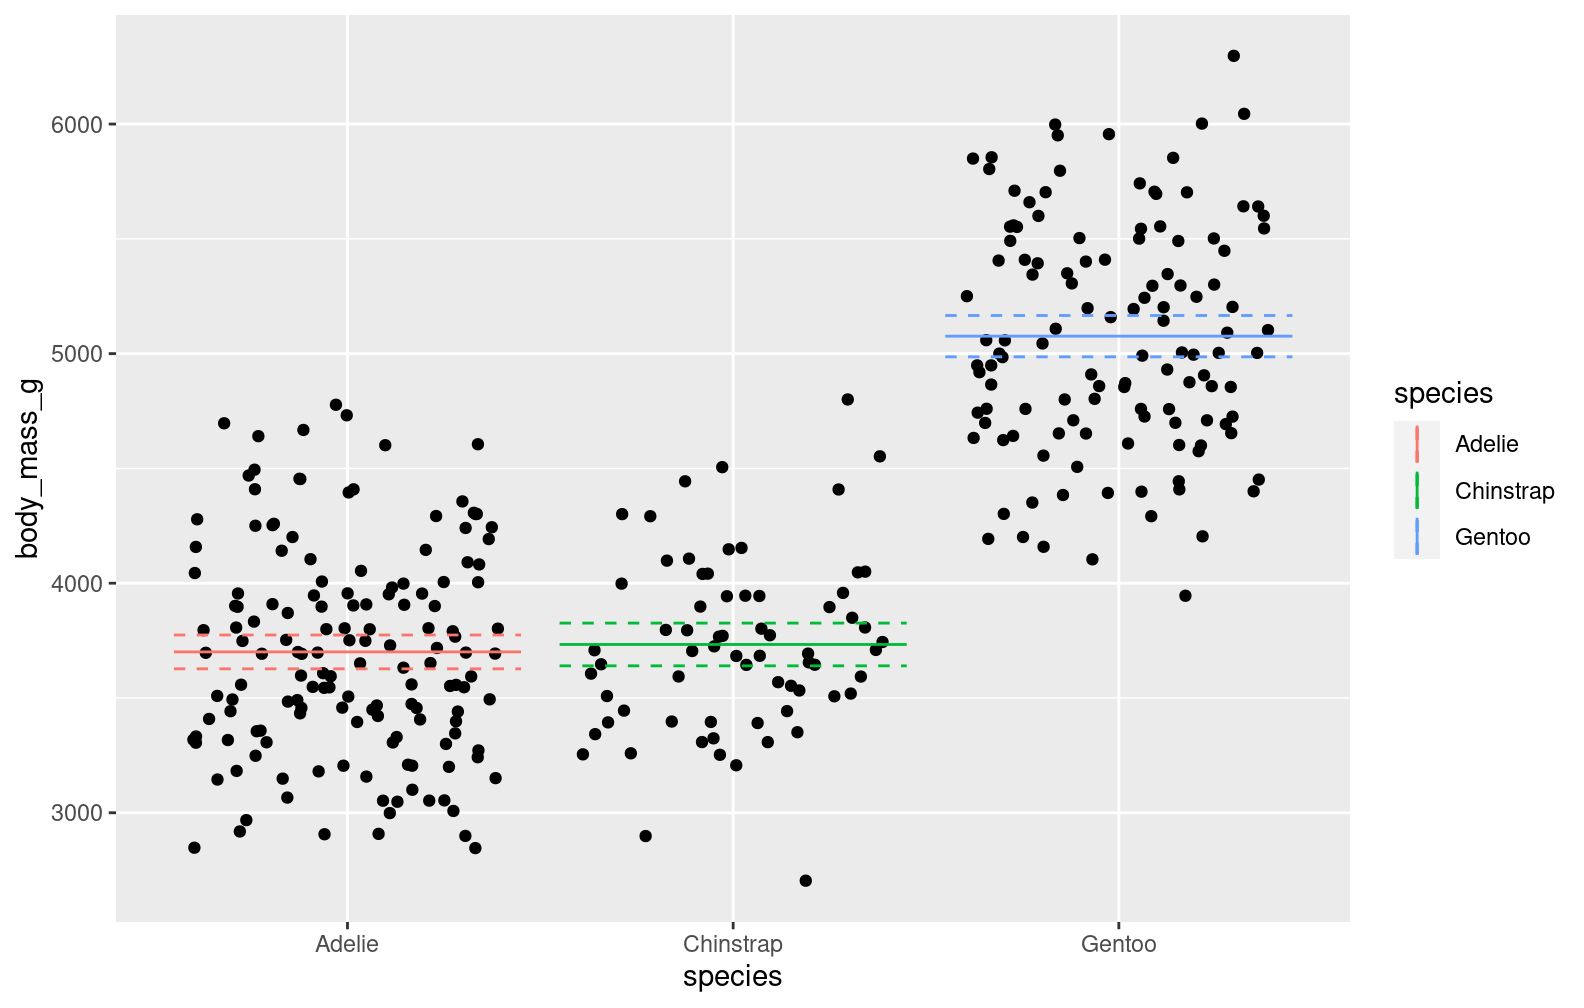 body_mass_g
6000
5000
4000
3000
Adelie
Chinstrap
Gentoo
species
species
Adelie
Chinstrap
Gentoo